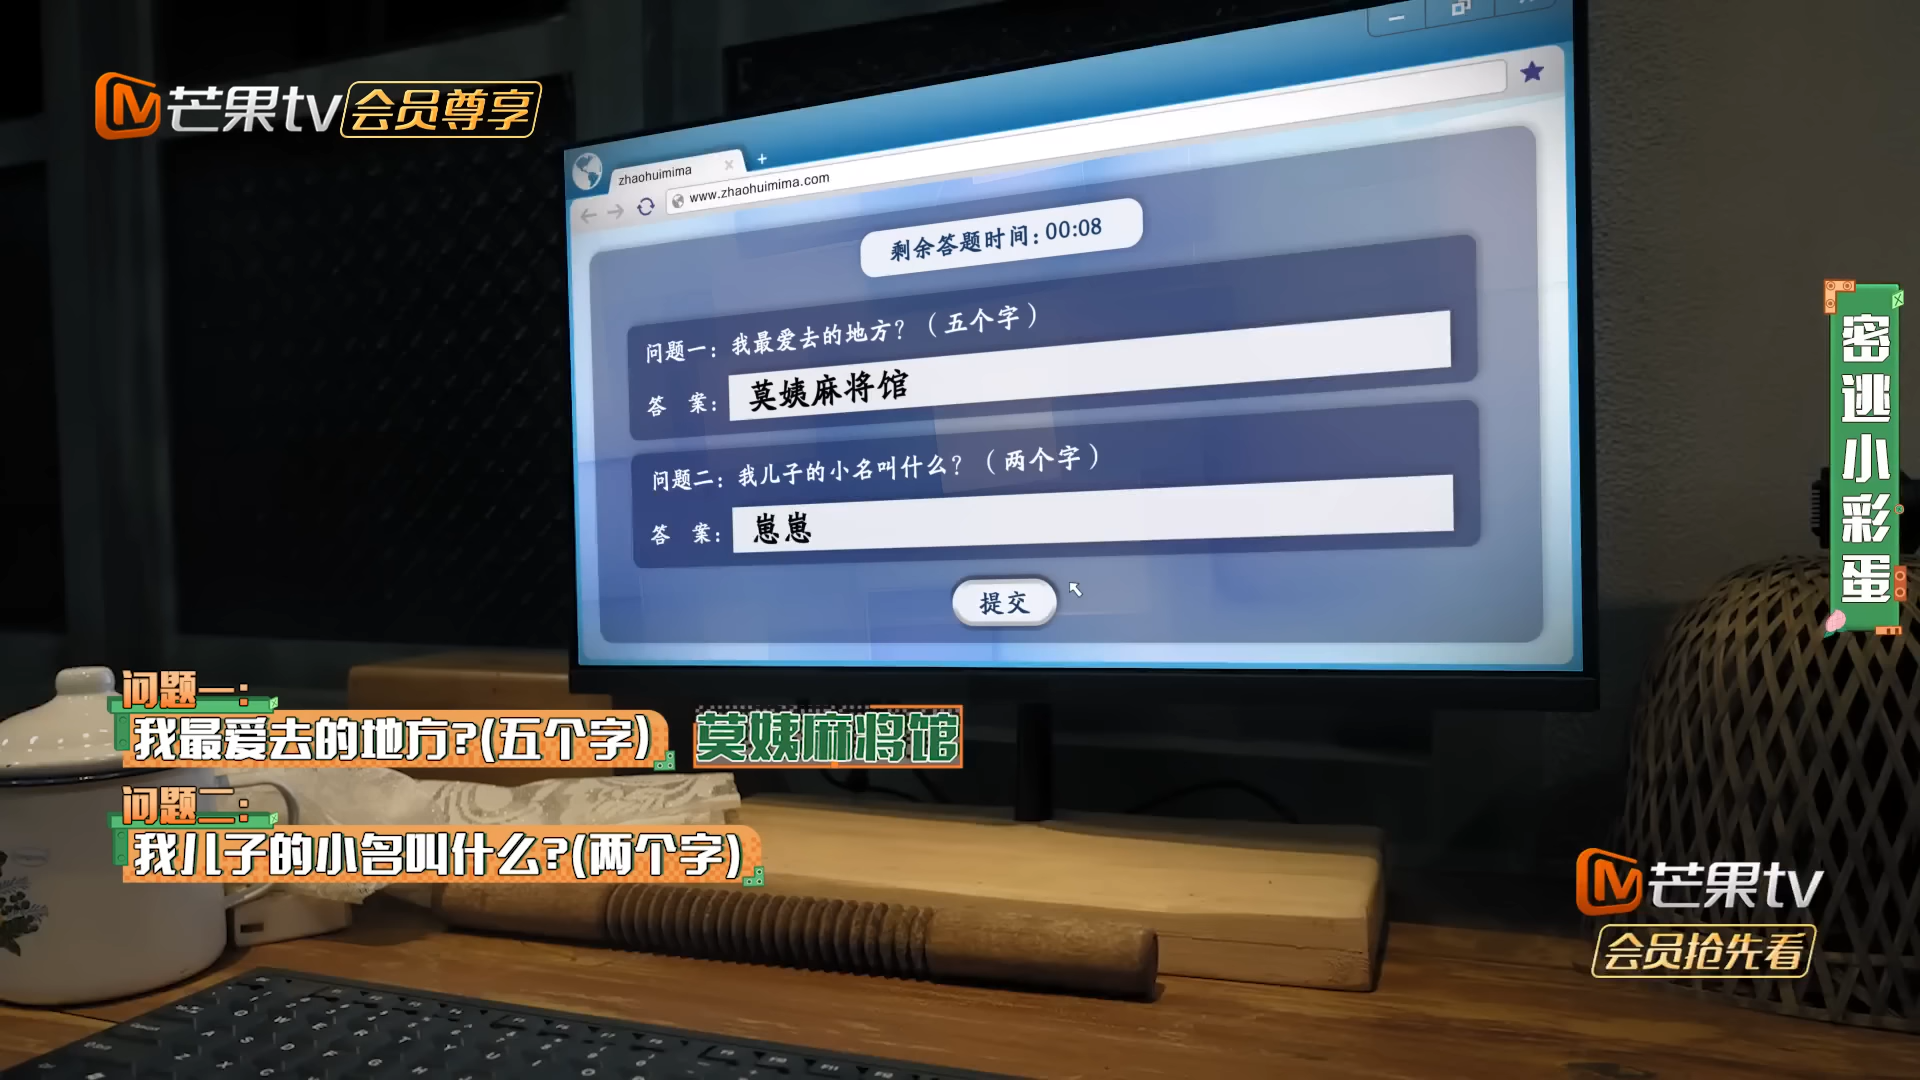 芒果tv 会员尊享
zhaohuimima
www.zhaohuimima.com
剩余答题时间:00:08
问题一: 我最爱去的地方? (五个字)
答 案: 莫姨麻将馆
问题二: 我儿子的小名叫什么? (两个字)
答 案: 崽崽
提交
密逃小彩蛋
问题一:
我最爱去的地方?(五个字) 莫姨麻将馆
问题二:
我儿子的小名叫什么?(两个字)
芒果tv
会员抢先看